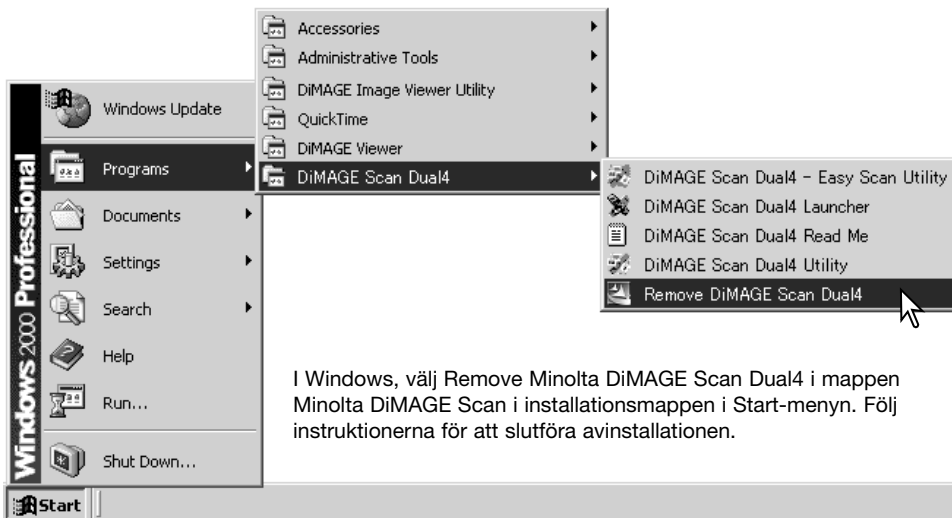 Accessories
Administrative Tools
DiMAGE Image Viewer Utility
QuickTime
DiMAGE Viewer
DiMAGE Scan Dual4
DiMAGE Scan Dual4 - Easy Scan Utility
DiMAGE Scan Dual4 Launcher
DiMAGE Scan Dual4 Read Me
DiMAGE Scan Dual4 Utility
Remove DiMAGE Scan Dual4
Windows Update
Programs
Documents
Settings
Search
Help
Run...
Shut Down...
Windows 2000 Professional
Start
I Windows, välj Remove Minolta DiMAGE Scan Dual4 i mappen
Minolta DiMAGE Scan i installationsmappen i Start-menyn. Följ
instruktionerna för att slutföra avinstallationen.